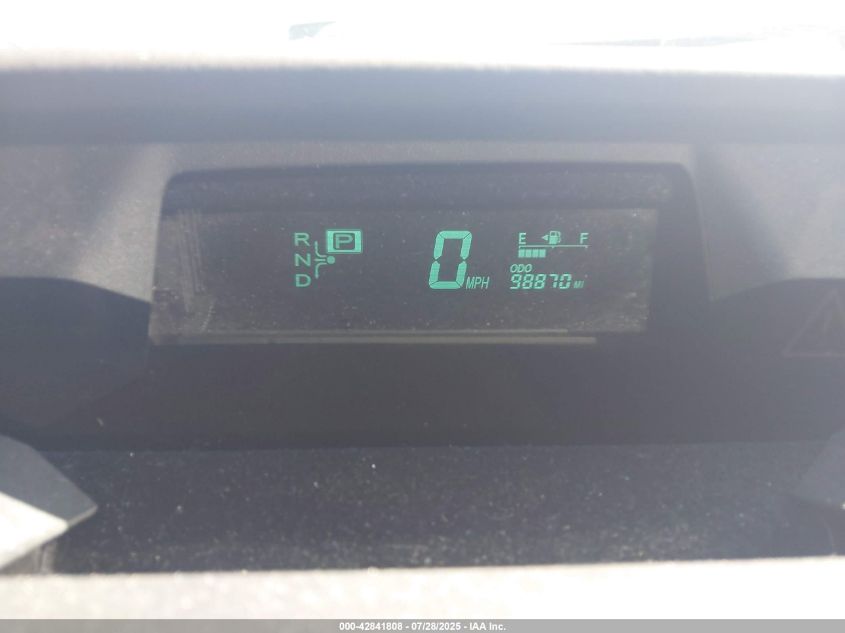 R P
N
D
0 MPH
E F
ODO
98870 MI
000-42841808 - 07/28/2025 - IAA Inc.